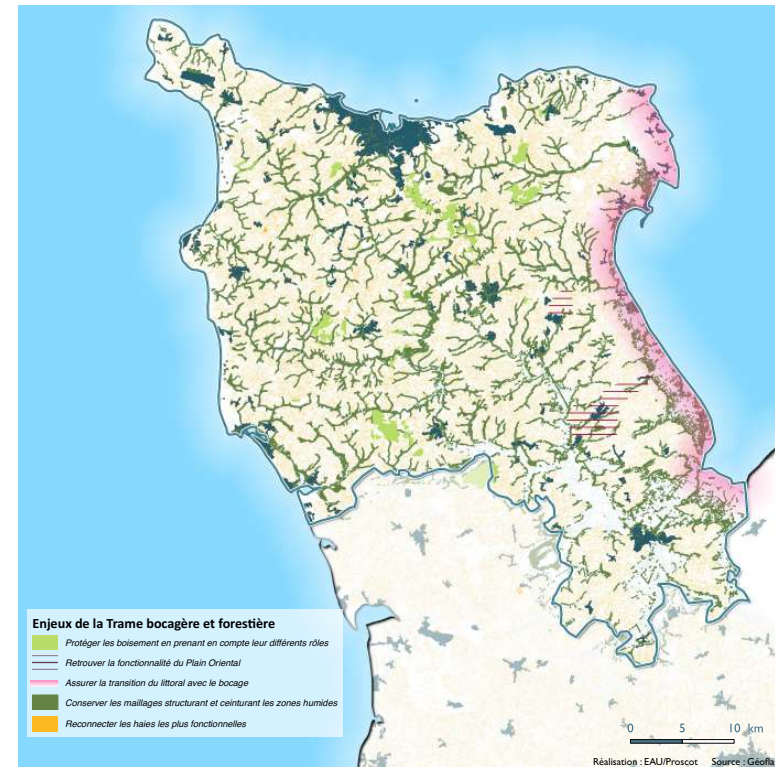 Enjeux de la Trame bocagère et forestière
Protéger les boisement en prenant en compte leur différents rôles
Retrouver la fonctionnalité du Plain Oriental
Assurer la transition du littoral avec le bocage
Conserver les maillages structurant et ceinturant les zones humides
Reconnecter les haies les plus fonctionnelles
0 5 10 km
Réalisation : EAU/Proscot Source : Géofla